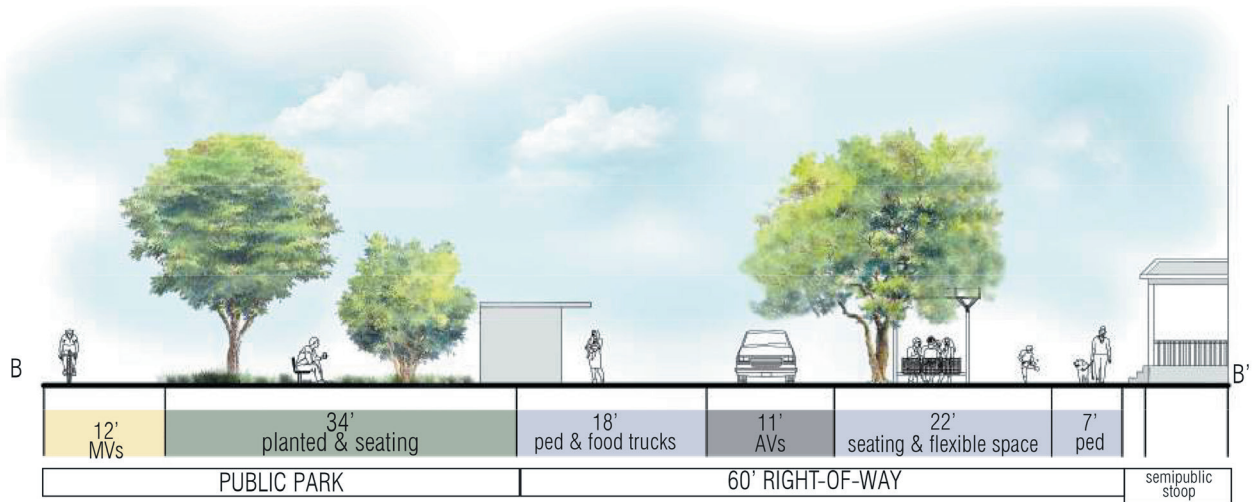 B
B'
12'
MVs
34'
planted & seating
18'
ped & food trucks
11'
AVs
22'
seating & flexible space
7'
ped
PUBLIC PARK
60' RIGHT-OF-WAY
semipublic
stoop